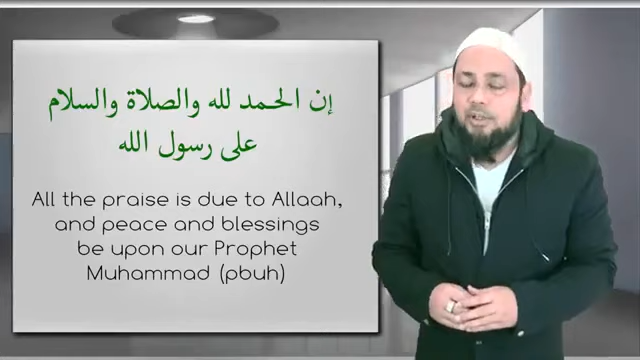 إن الحمد لله والصلاة والسلام
على رسول الله
All the praise is due to Allaah,
and peace and blessings
be upon our Prophet
Muhammad (pbuh)